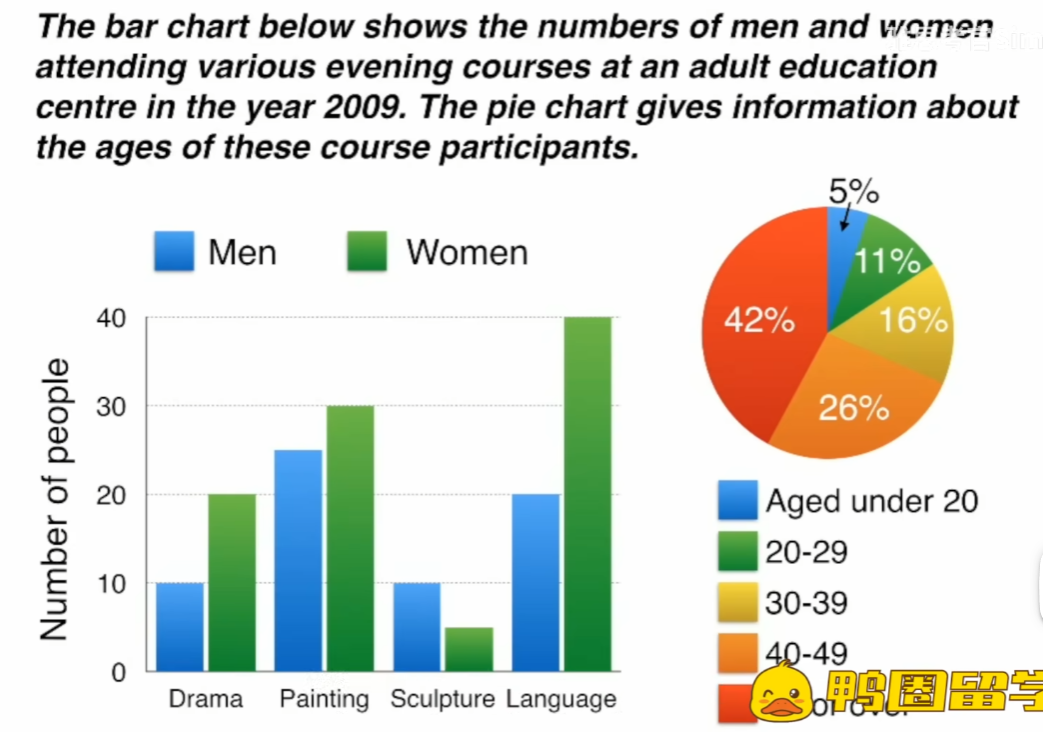 The bar chart below shows the numbers of men and women
attending various evening courses at an adult education
centre in the year 2009. The pie chart gives information about
the ages of these course participants.
5%
Men
Women
11%
42%
16%
26%
40
30
20
10
0
Number of people
Drama
Painting
Sculpture
Language
Aged under 20
20-29
30-39
40-49
or over
鸭圈留学